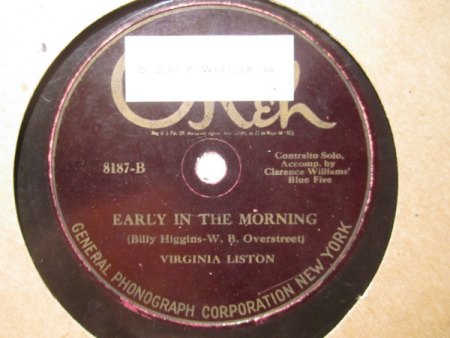 OKeh
8187-B
Contralto Solo,
Accomp. by
Clarence Williams'
Blue Five
EARLY IN THE MORNING
(Billy Higgins-W. B. Overstreet)
VIRGINIA LISTON
GENERAL PHONOGRAPH CORPORATION NEW YORK